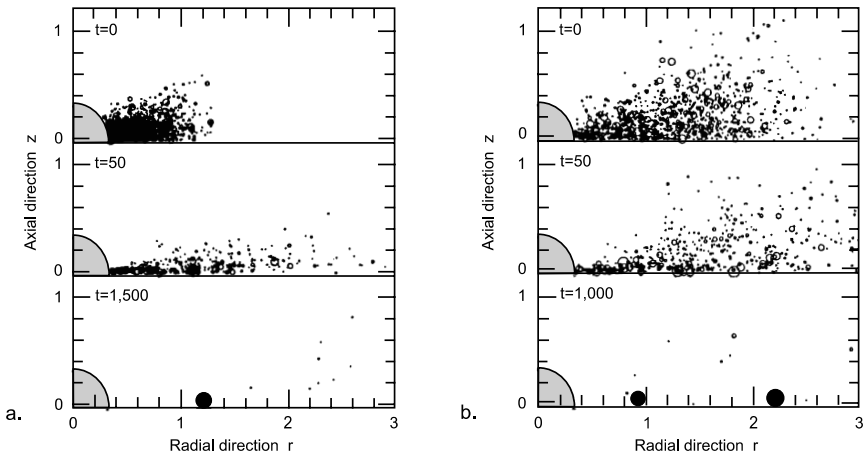 1
t=0
0
1
t=50
0
1
t=1,500
0
0 1 2 3
Axial direction z
Radial direction r
a.
1
t=0
0
1
t=50
0
1
t=1,000
0
0 1 2 3
Axial direction z
Radial direction r
b.